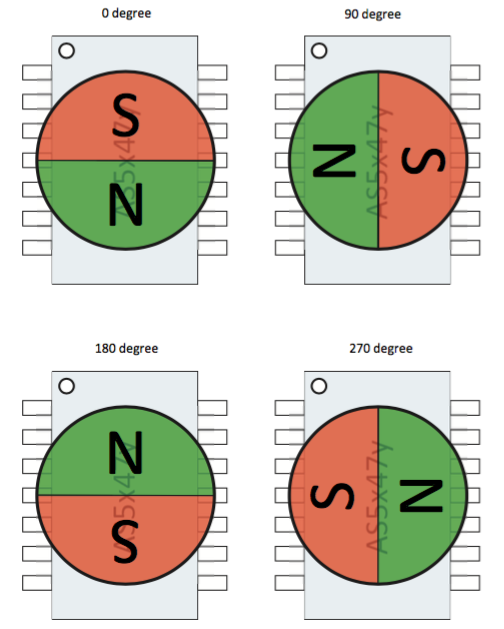 0 degree
90 degree
S
N
AS5x47y
N
S
AS5x47y
180 degree
270 degree
N
S
AS5x47y
S
N
AS5x47y